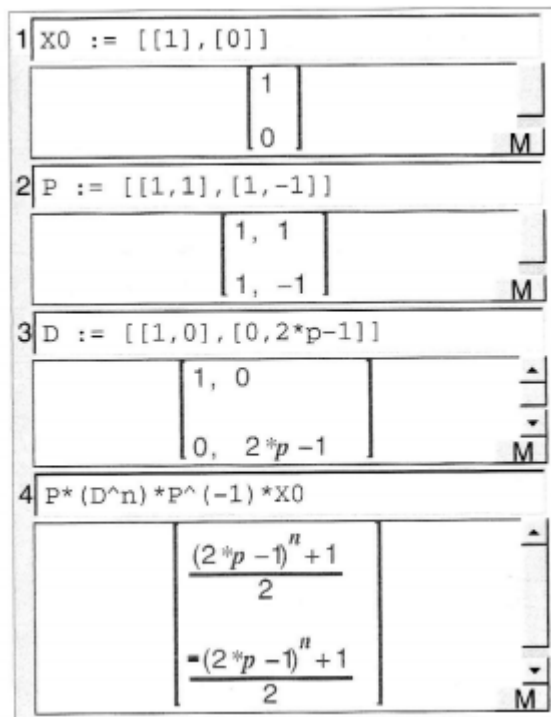 1 X0 := [[1],[0]]
1
0
M
2 P := [[1,1],[1,-1]]
1, 1
1, -1
M
3 D := [[1,0],[0,2*p-1]]
1, 0
0, 2*p-1
M
4 P*(D^n)*P^(-1)*X0
(2*p-1)^n+1
2
-(2*p-1)^n+1
2
M